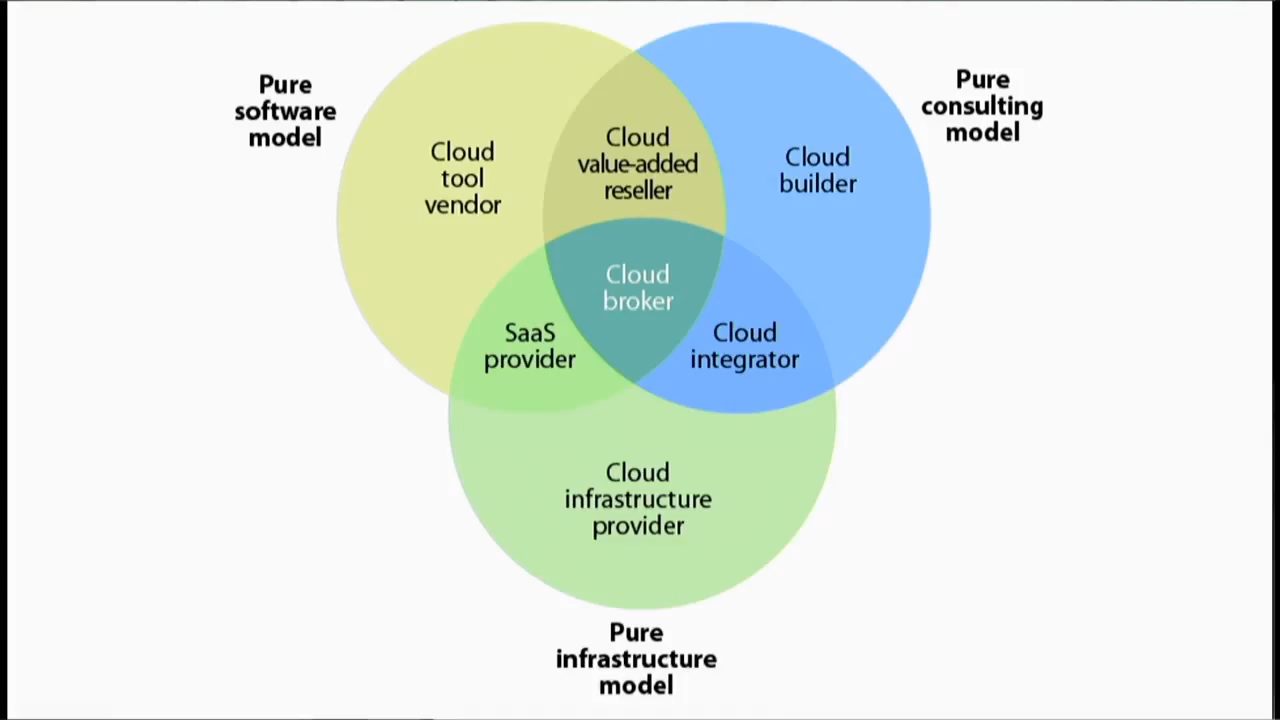 Pure
software
model
Pure
consulting
model
Cloud
tool
vendor
Cloud
value-added
reseller
Cloud
builder
Cloud
broker
SaaS
provider
Cloud
integrator
Cloud
infrastructure
provider
Pure
infrastructure
model